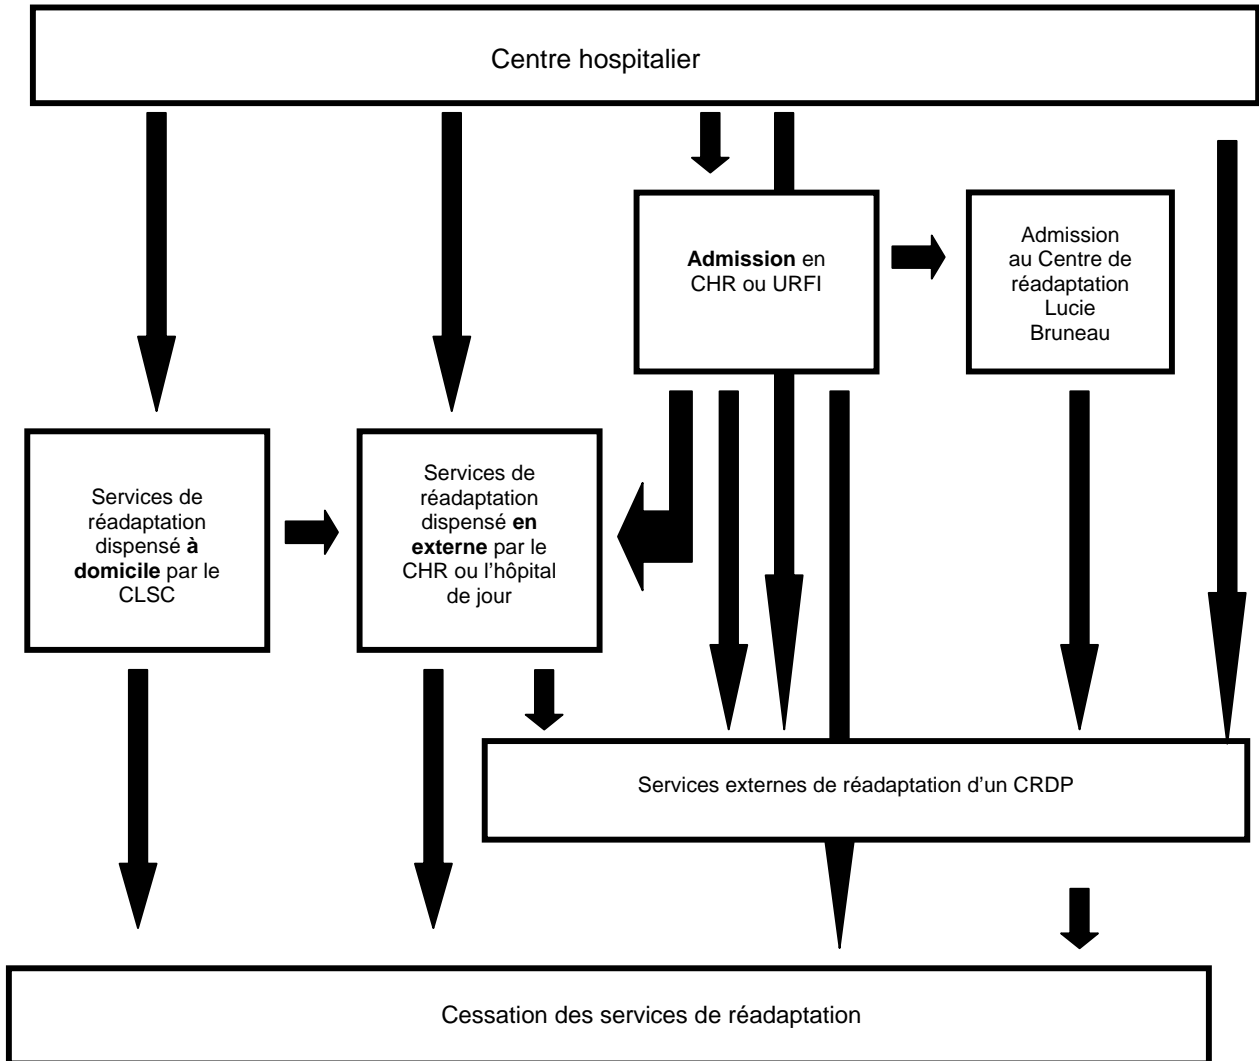 Centre hospitalier
Admission en
CHR ou URFI
Admission
au Centre de
réadaptation
Lucie
Bruneau
Services de
réadaptation
dispensé à
domicile par le
CLSC
Services de
réadaptation
dispensé en
externe par le
CHR ou l’hôpital
de jour
Services externes de réadaptation d’un CRDP
Cessation des services de réadaptation